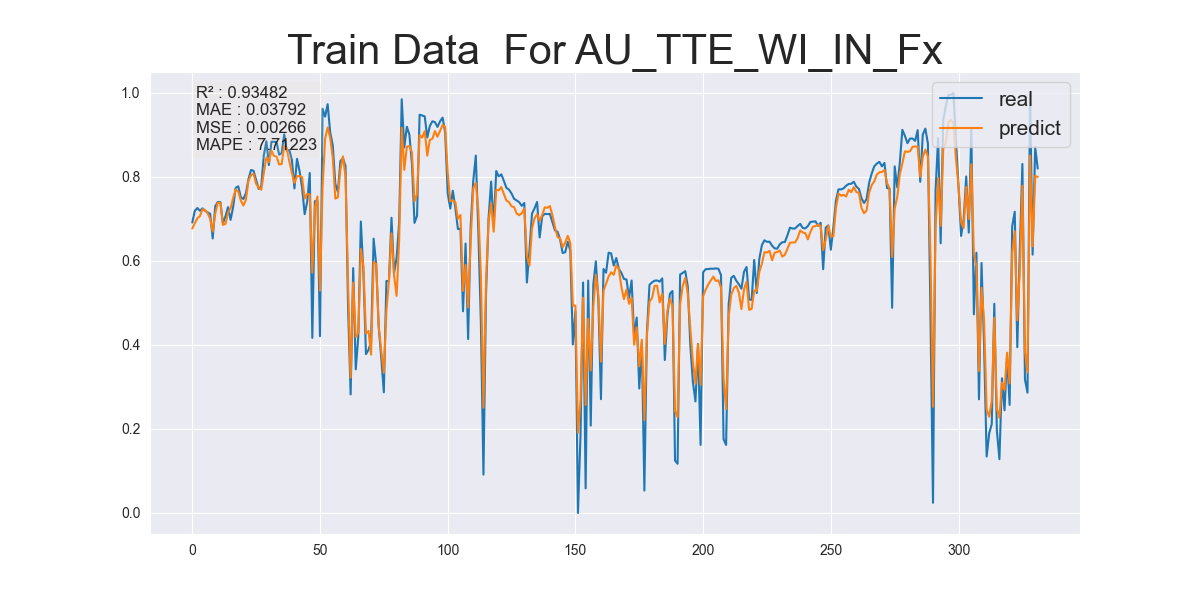 Train Data  For AU_TTE_WI_IN_Fx
R² : 0.93482
MAE : 0.03792
MSE : 0.00266
MAPE : 7.71223
real
predict
1.0
0.8
0.6
0.4
0.2
0.0
0 50 100 150 200 250 300